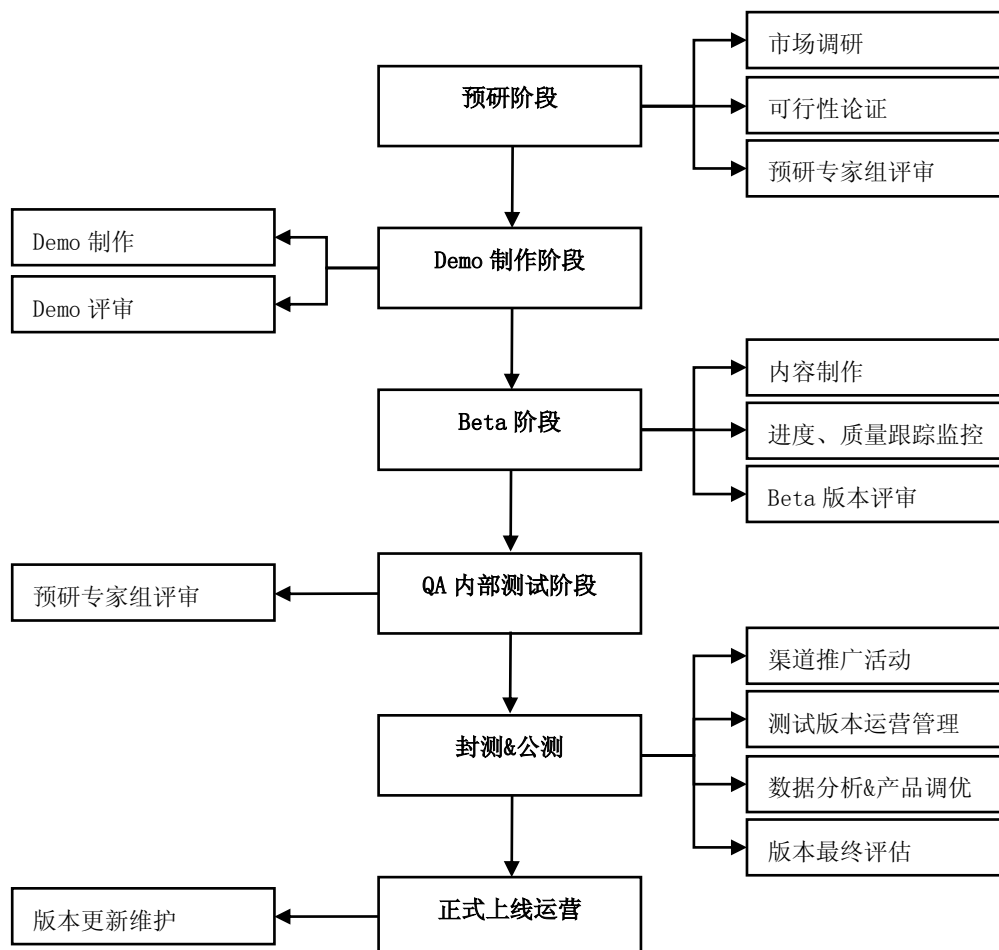 市场调研
预研阶段
可行性论证
预研专家组评审
Demo 制作
Demo 制作阶段
Demo 评审
内容制作
Beta 阶段
进度、质量跟踪监控
Beta 版本评审
QA 内部测试阶段
预研专家组评审
渠道推广活动
测试版本运营管理
封测&公测
数据分析&产品调优
版本最终评估
正式上线运营
版本更新维护